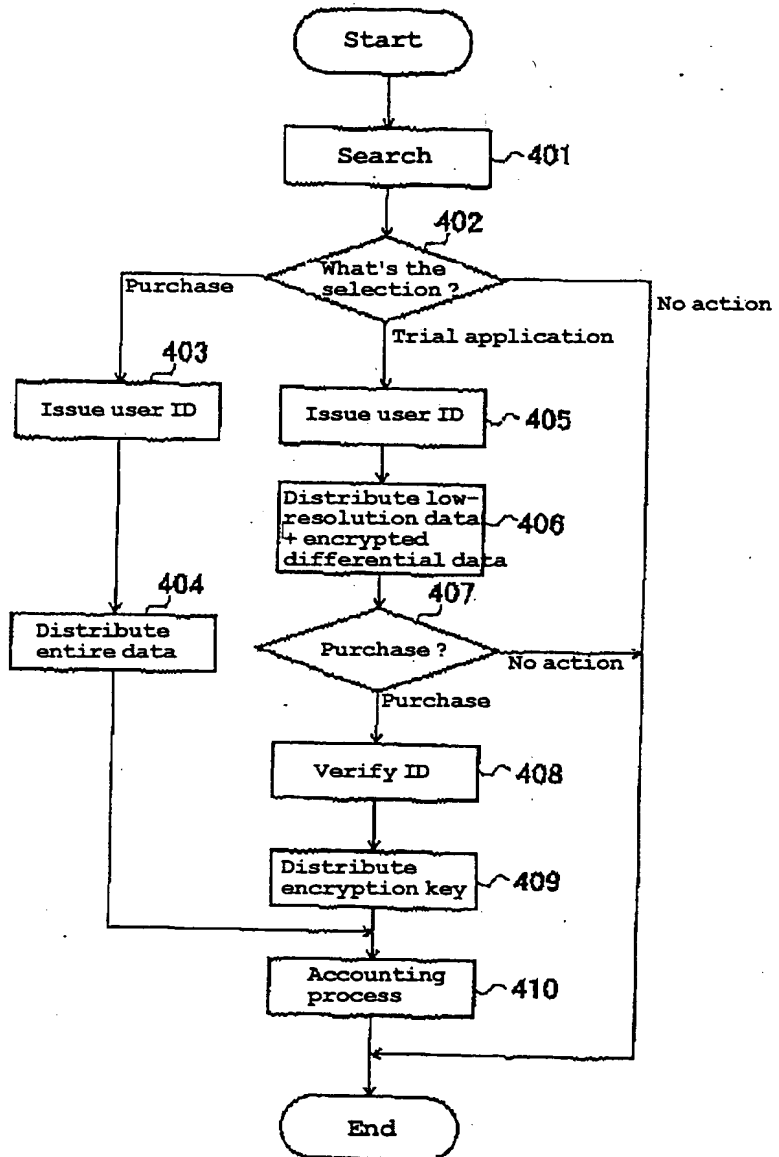 Start
Search
401
402
What's the
selection ?
Purchase
No action
Trial application
403
Issue user ID
Issue user ID
405
Distribute low-
resolution data
+ encrypted
differential data
406
404
Distribute
entire data
407
Purchase ?
No action
Purchase
Verify ID
408
Distribute
encryption key
409
Accounting
process
410
End